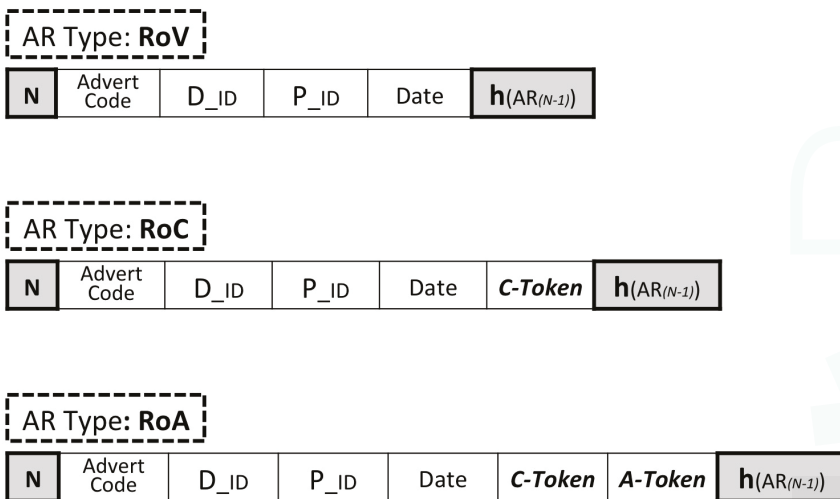 AR Type: RoV
N Advert Code D_ID P_ID Date h(AR(N-1))
AR Type: RoC
N Advert Code D_ID P_ID Date C-Token h(AR(N-1))
AR Type: RoA
N Advert Code D_ID P_ID Date C-Token A-Token h(AR(N-1))